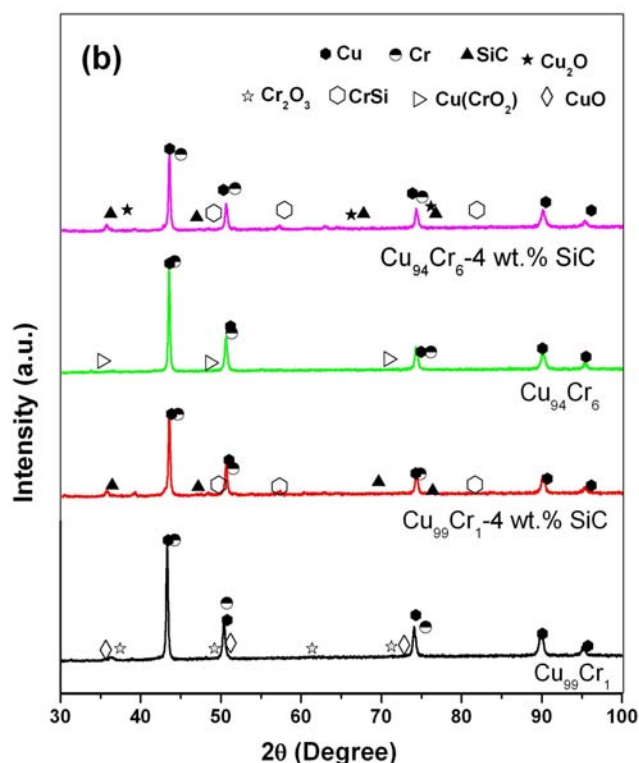 (b)
Cu Cr SiC Cu₂O
Cr₂O₃ CrSi Cu(CrO₂) CuO
Cu₉₄Cr₆-4 wt.% SiC
Cu₉₄Cr₆
Cu₉₉Cr₁-4 wt.% SiC
Cu₉₉Cr₁
Intensity (a.u.)
30 40 50 60 70 80 90 100
2θ (Degree)